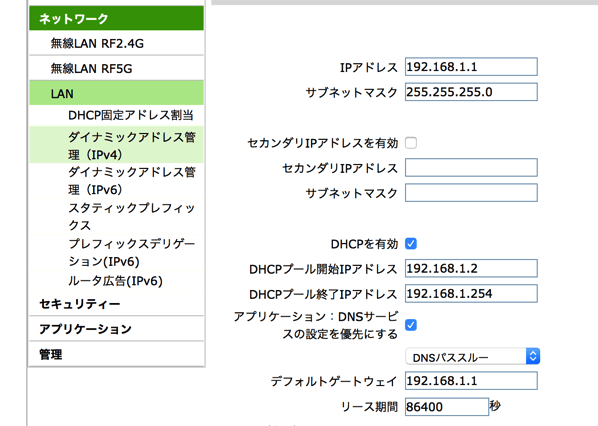 ネットワーク
無線LAN RF2.4G
無線LAN RF5G
LAN
DHCP固定アドレス割当
ダイナミックアドレス管
理（IPv4）
ダイナミックアドレス管
理（IPv6）
スタティックプレフィッ
クス
プレフィックスデリゲー
ション(IPv6)
ルータ広告(IPv6)
セキュリティー
アプリケーション
管理
IPアドレス 192.168.1.1
サブネットマスク 255.255.255.0
セカンダリIPアドレスを有効
セカンダリIPアドレス
サブネットマスク
DHCPを有効
DHCPプール開始IPアドレス 192.168.1.2
DHCPプール終了IPアドレス 192.168.1.254
アプリケーション：DNSサービ
スの設定を優先にする
DNSパススルー
デフォルトゲートウェイ 192.168.1.1
リース期間 86400 秒